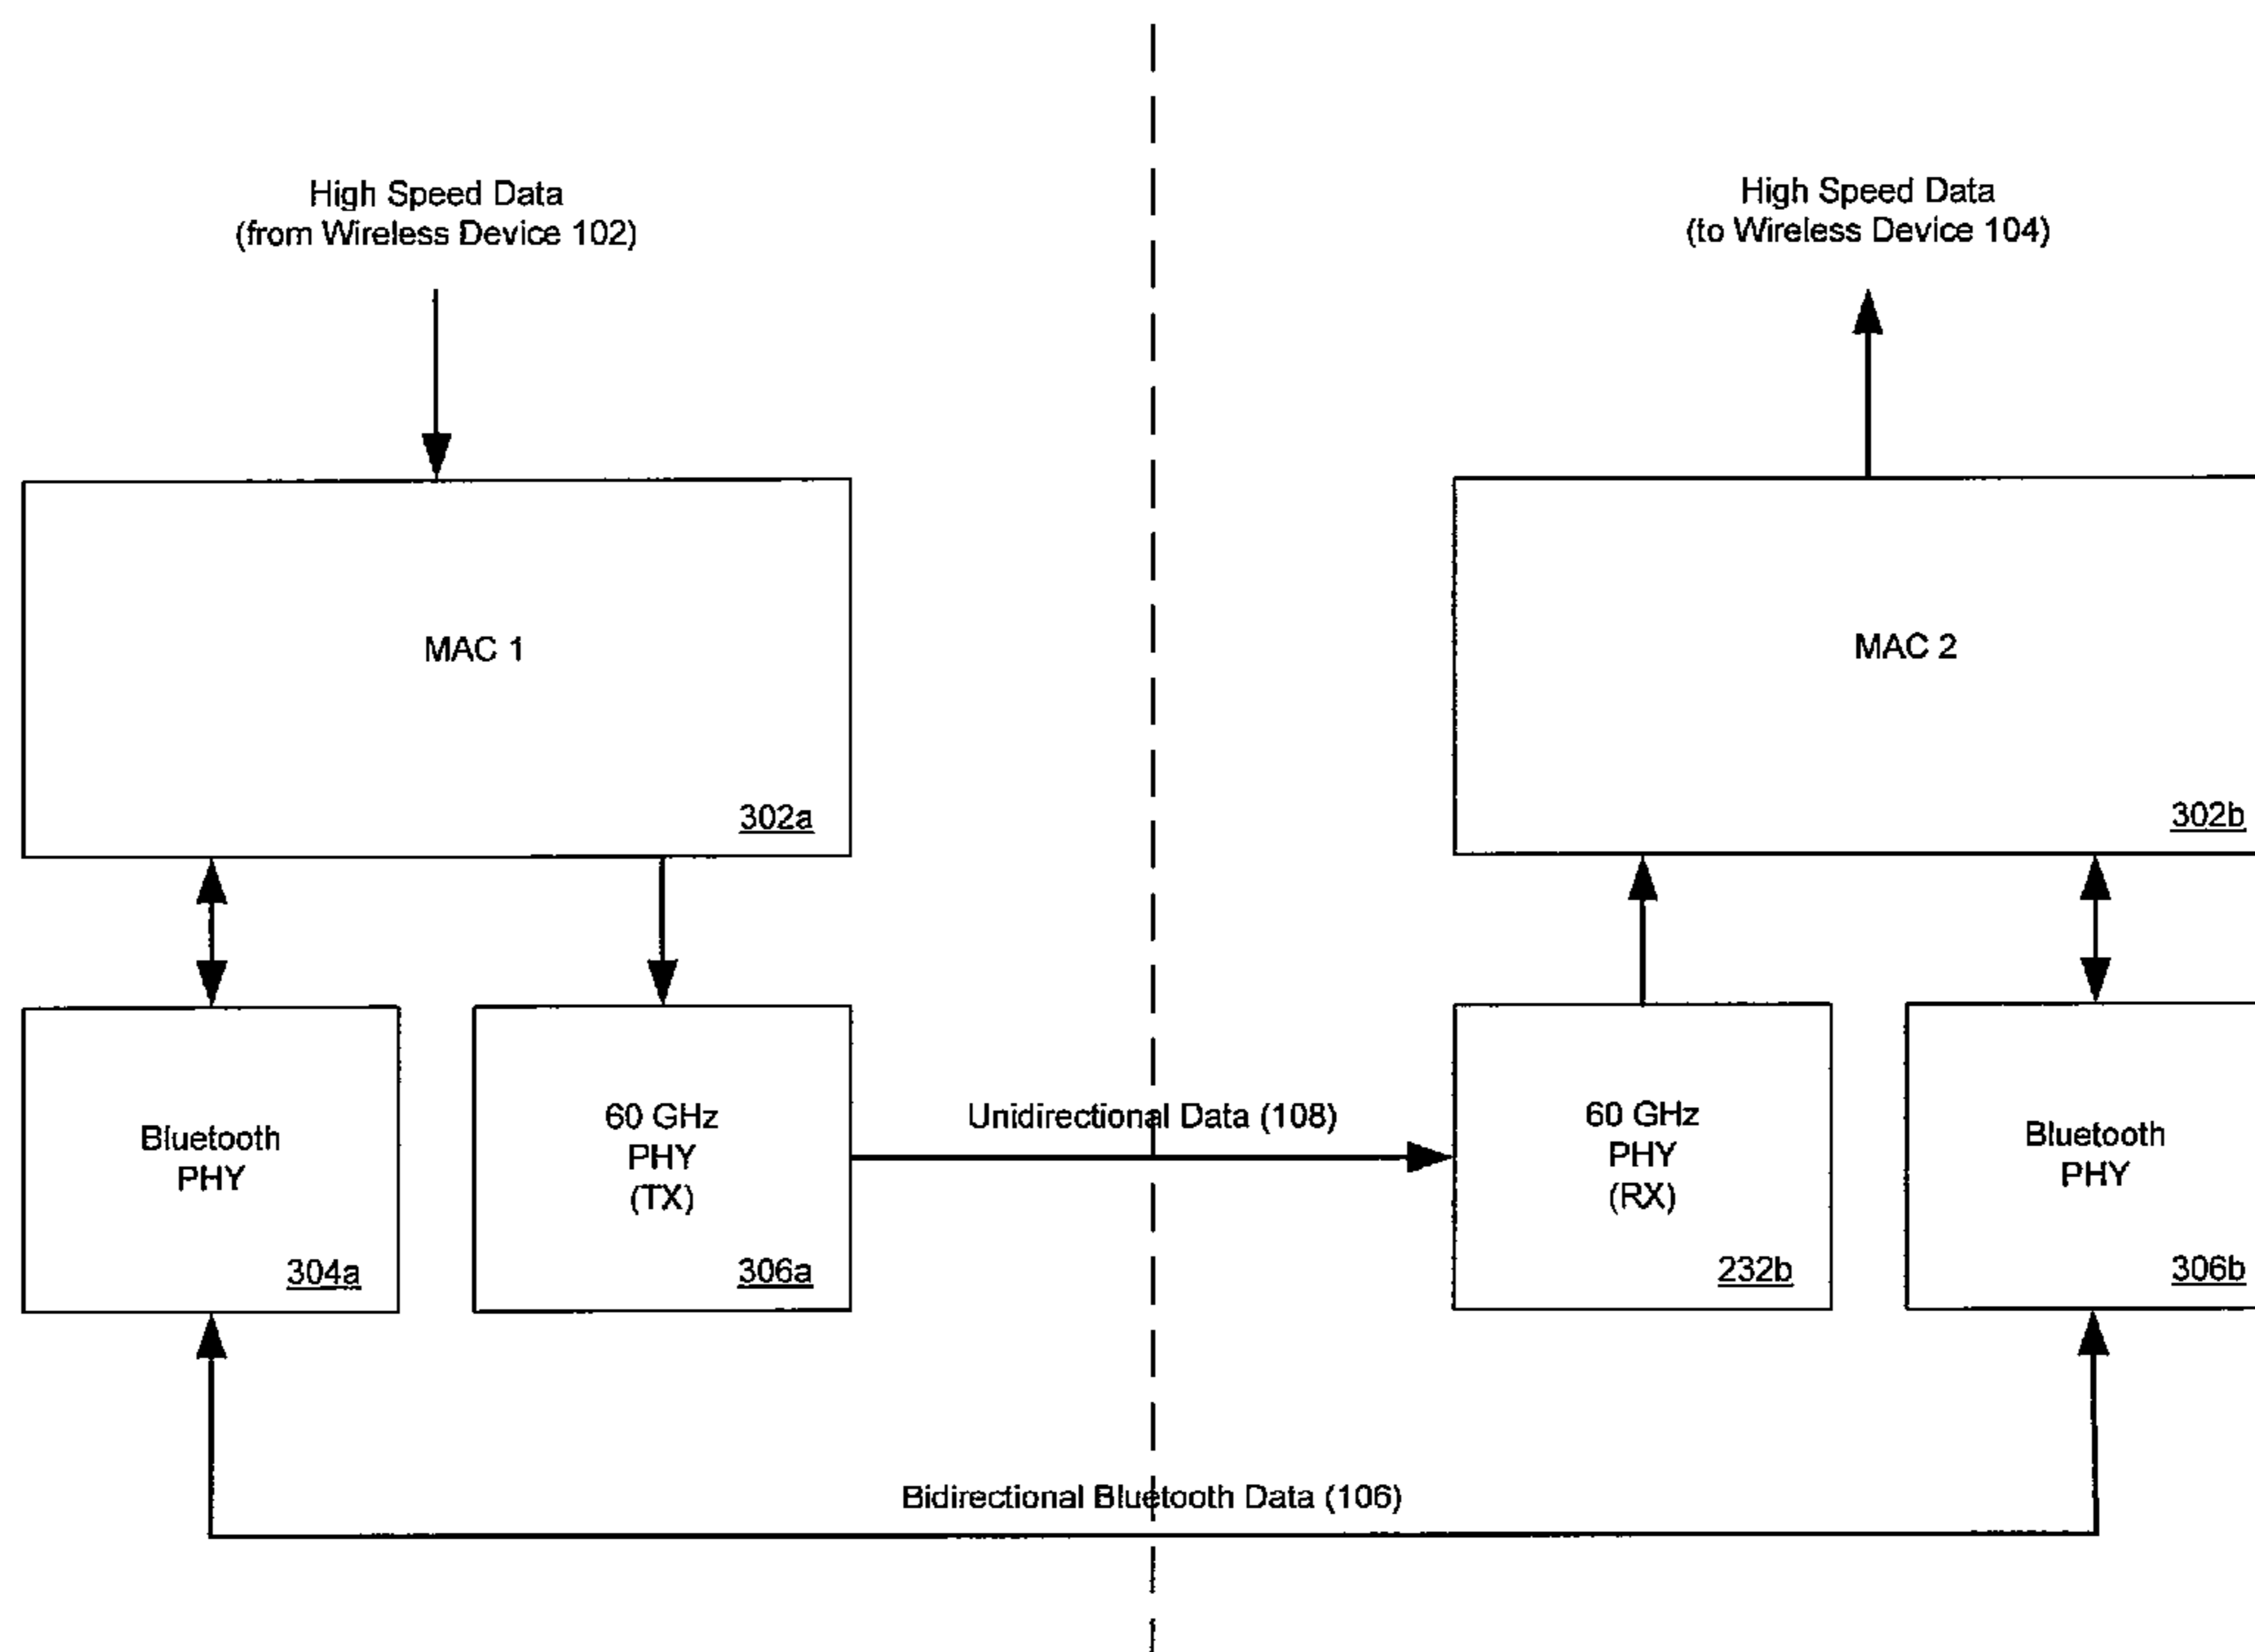 High Speed Data
(from Wireless Device 102)
High Speed Data
(to Wireless Device 104)
MAC 1
302a
MAC 2
302b
Bluetooth
PHY
304a
60 GHz
PHY
(TX)
306a
Unidirectional Data (108)
60 GHz
PHY
(RX)
232b
Bluetooth
PHY
306b
Bidirectional Bluetooth Data (106)